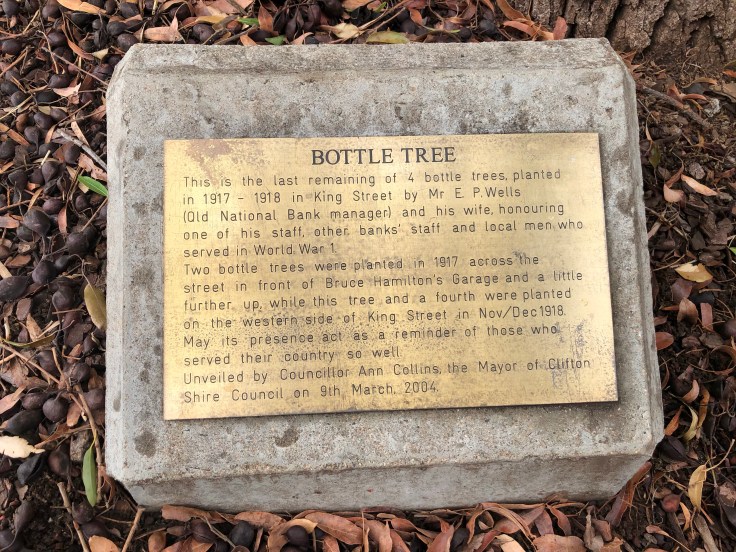 BOTTLE TREE
This is the last remaining of 4 bottle trees, planted
in 1917 - 1918 in King Street by Mr E. P. Wells
(Qld National Bank manager) and his wife, honouring
one of his staff, other banks' staff and local men who
served in World War 1.
Two bottle trees were planted in 1917 across the
street in front of Bruce Hamilton's Garage and a little
further up, while this tree and a fourth were planted
on the western side of King Street in Nov/Dec 1918.
May its presence act as a reminder of those who
served their country so well.
Unveiled by Councillor Ann Collins, the Mayor of Clifton
Shire Council on 9th March, 2004.